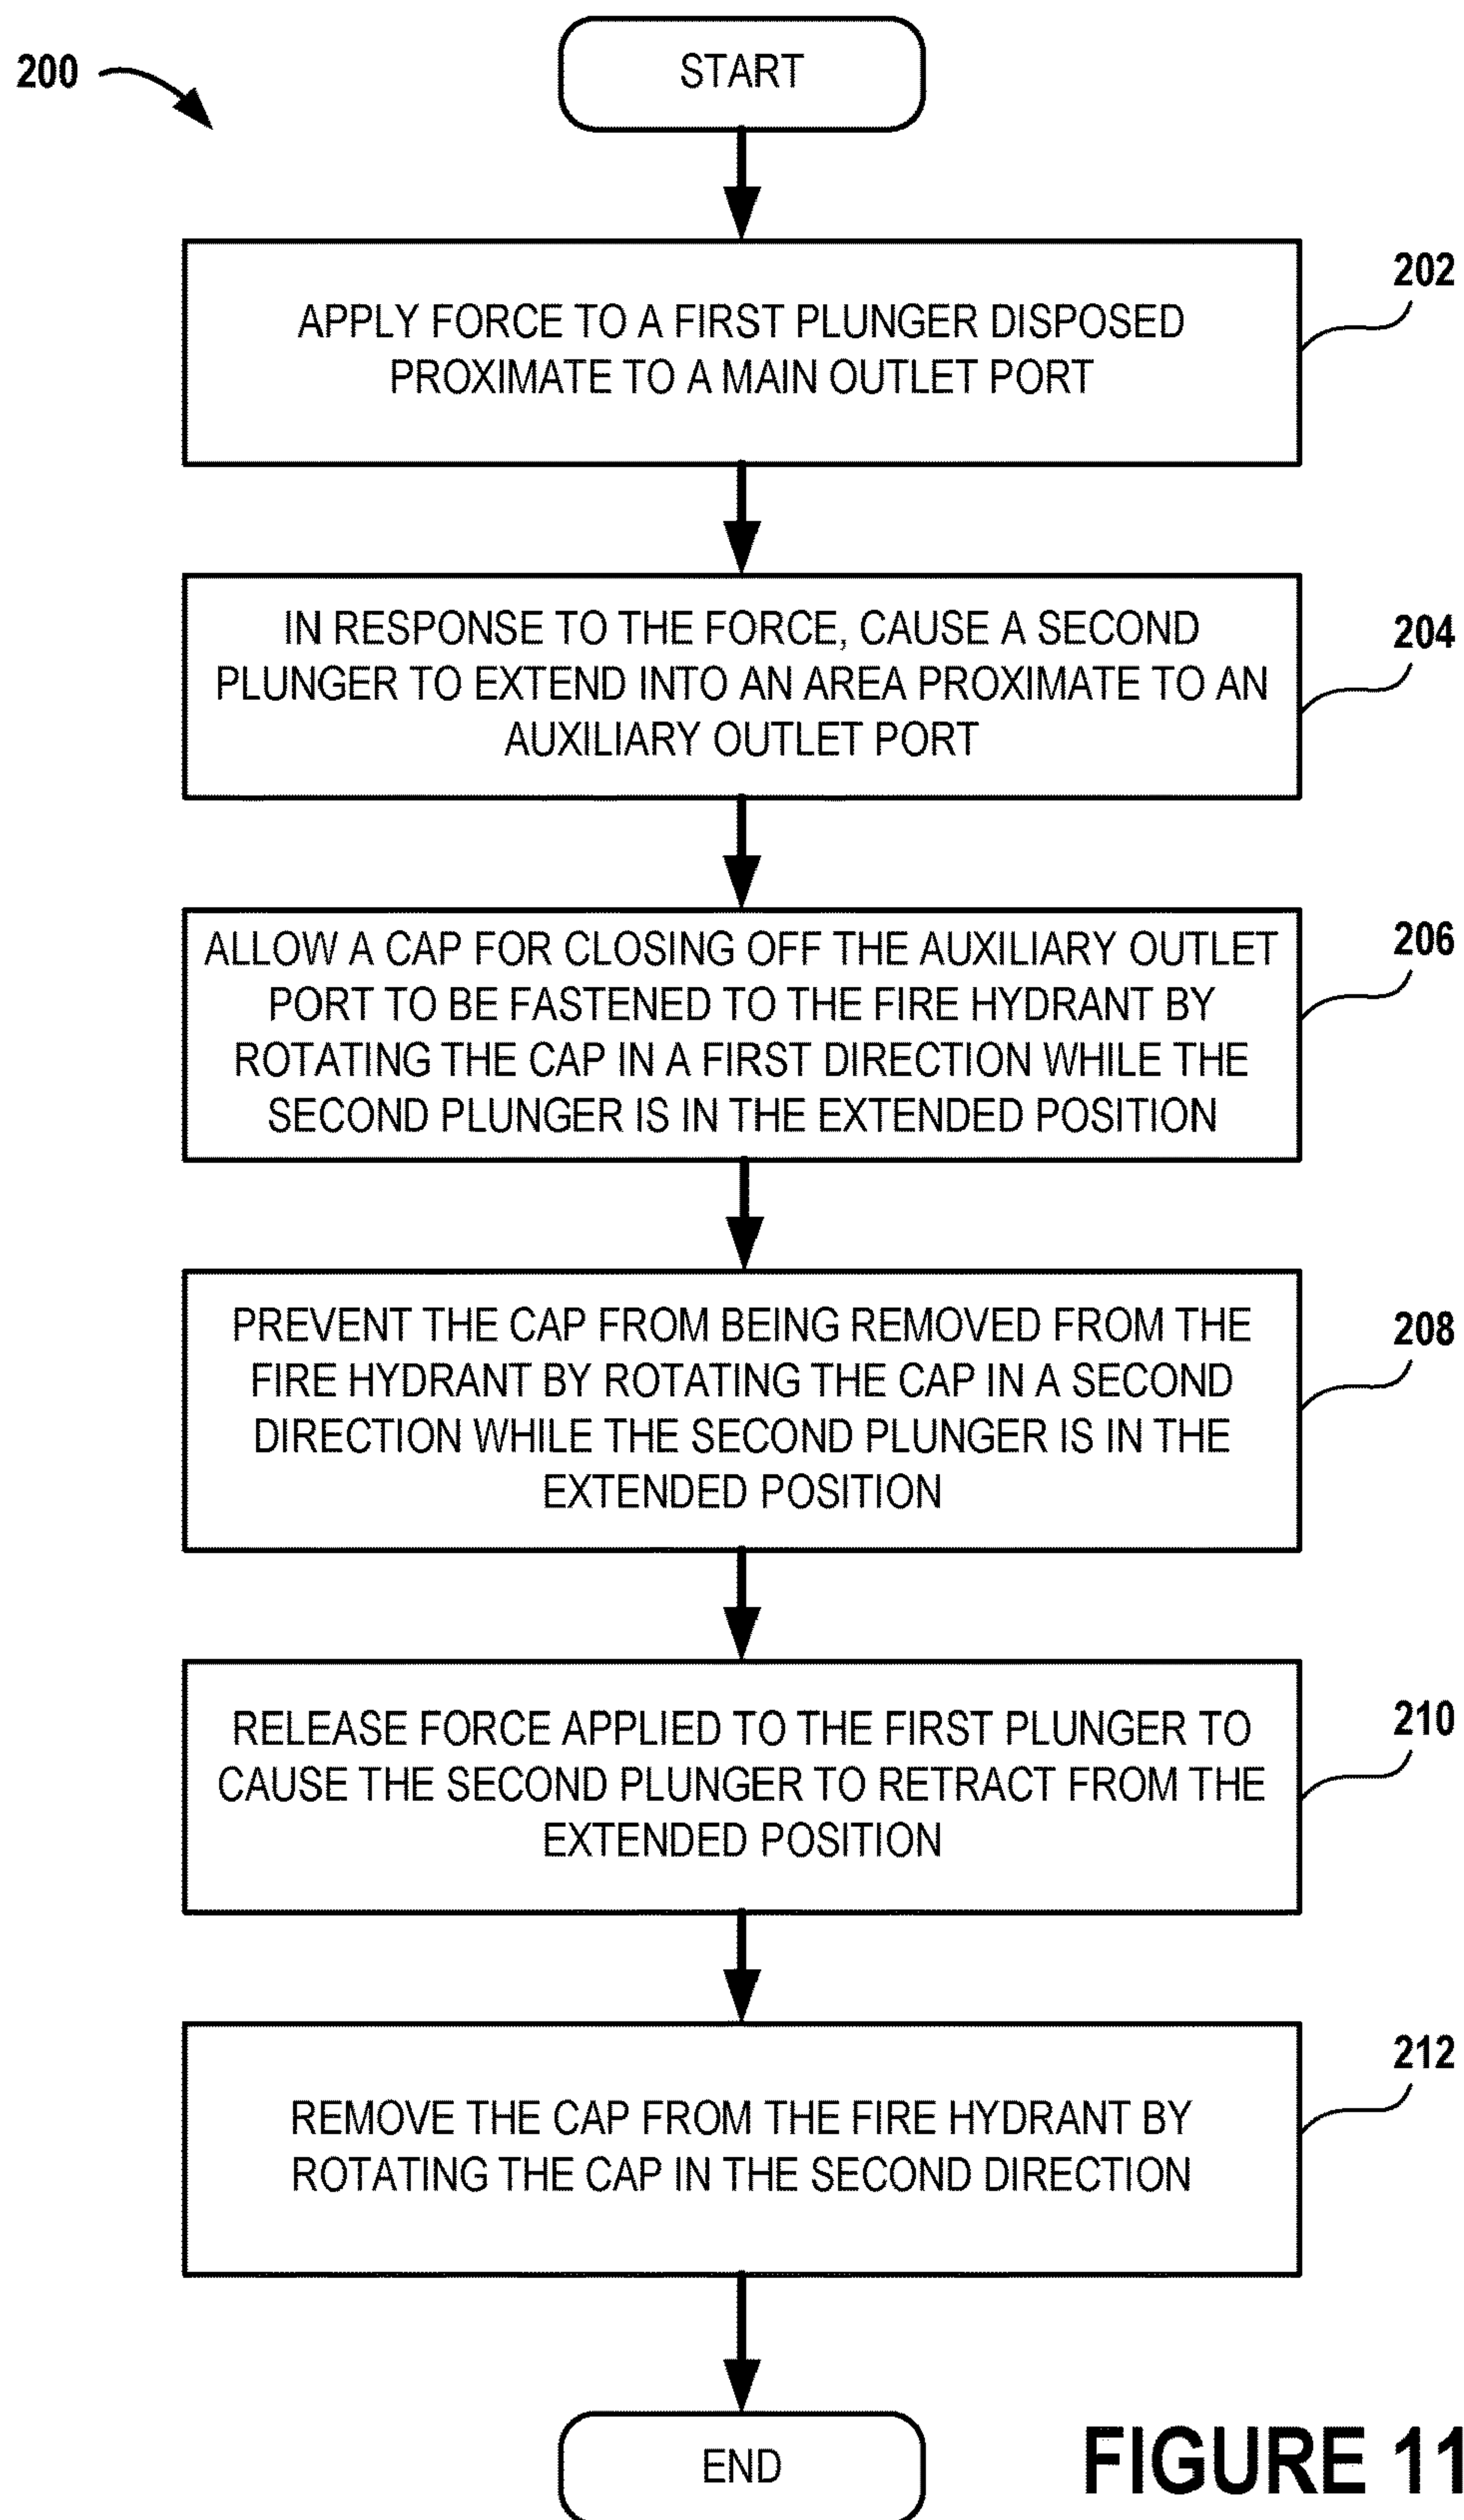 200
START
202
APPLY FORCE TO A FIRST PLUNGER DISPOSED
PROXIMATE TO A MAIN OUTLET PORT
204
IN RESPONSE TO THE FORCE, CAUSE A SECOND
PLUNGER TO EXTEND INTO AN AREA PROXIMATE TO AN
AUXILIARY OUTLET PORT
206
ALLOW A CAP FOR CLOSING OFF THE AUXILIARY OUTLET
PORT TO BE FASTENED TO THE FIRE HYDRANT BY
ROTATING THE CAP IN A FIRST DIRECTION WHILE THE
SECOND PLUNGER IS IN THE EXTENDED POSITION
208
PREVENT THE CAP FROM BEING REMOVED FROM THE
FIRE HYDRANT BY ROTATING THE CAP IN A SECOND
DIRECTION WHILE THE SECOND PLUNGER IS IN THE
EXTENDED POSITION
210
RELEASE FORCE APPLIED TO THE FIRST PLUNGER TO
CAUSE THE SECOND PLUNGER TO RETRACT FROM THE
EXTENDED POSITION
212
REMOVE THE CAP FROM THE FIRE HYDRANT BY
ROTATING THE CAP IN THE SECOND DIRECTION
END
FIGURE 11